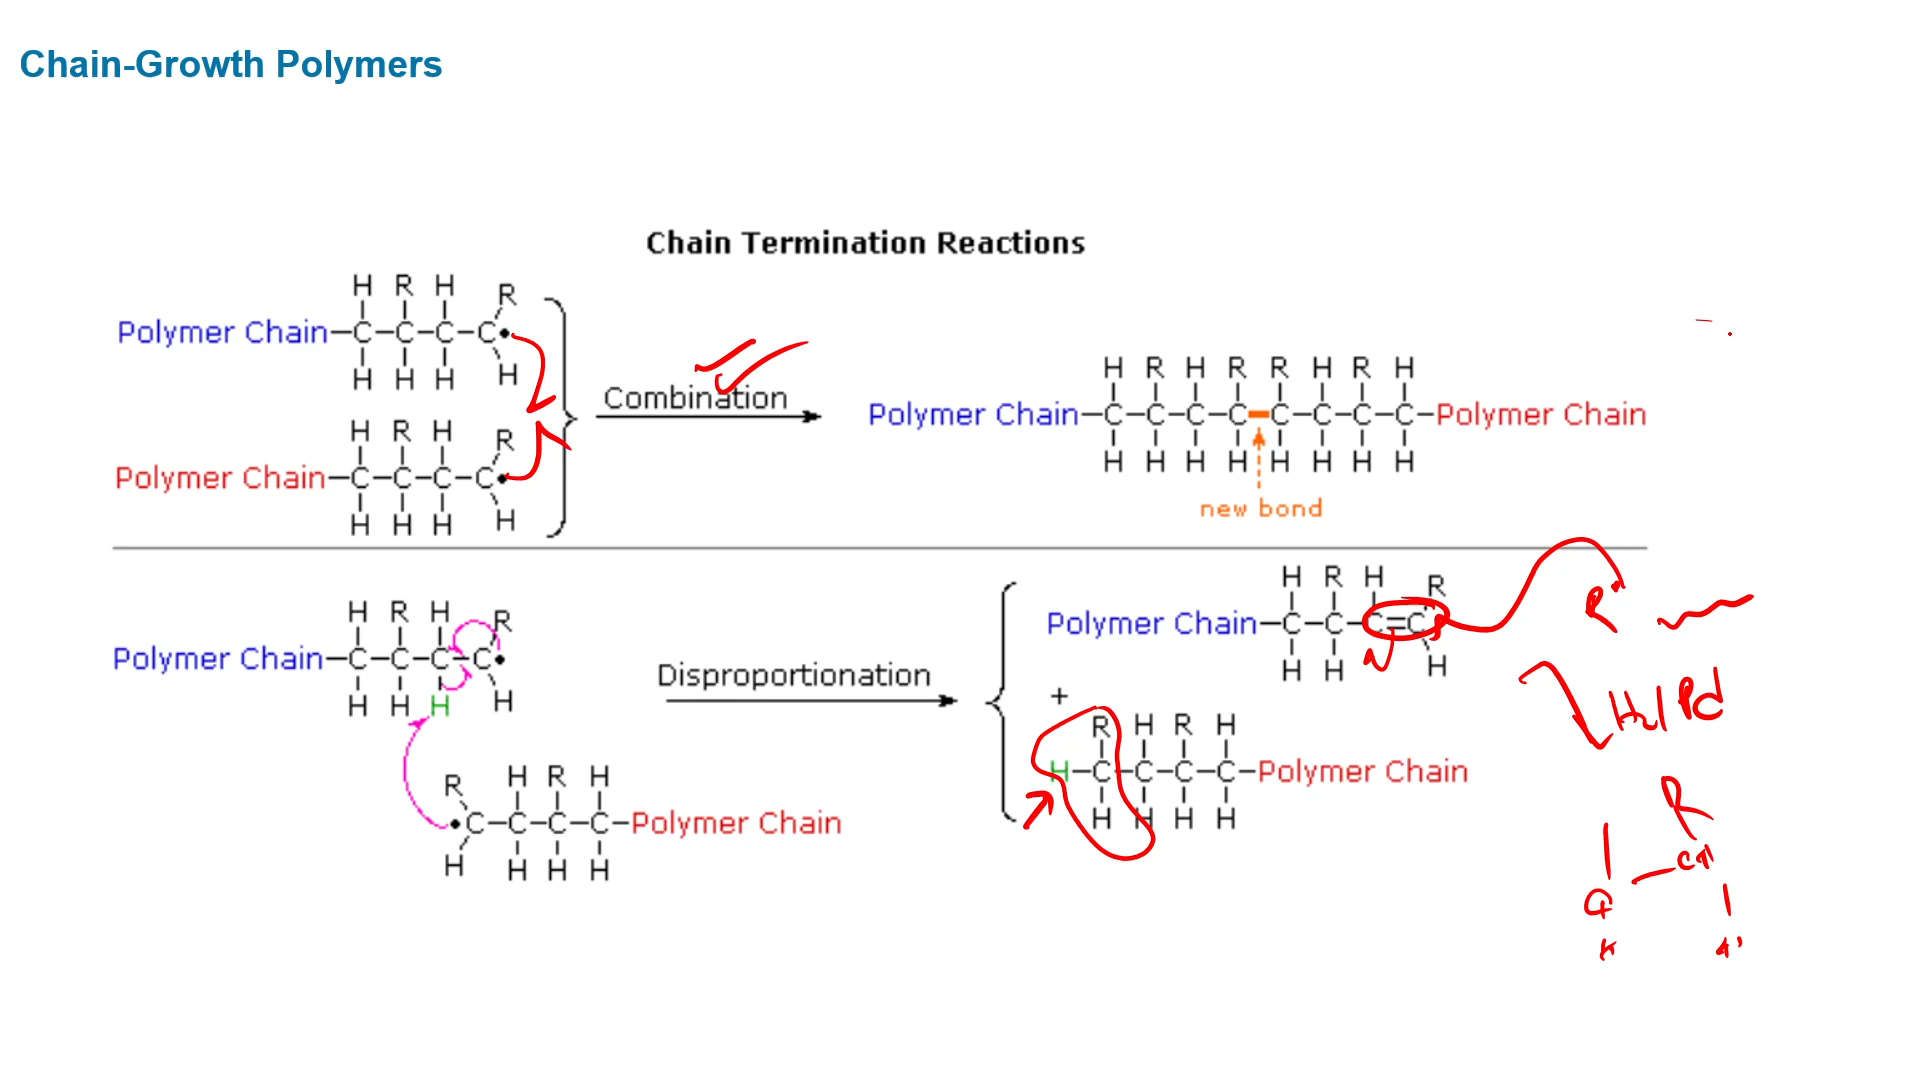 Chain-Growth Polymers
Chain Termination Reactions
H R H R
Polymer Chain–C–C–C–C•
H H H H
H R H R
Polymer Chain–C–C–C–C•
H H H H
Combination
H R H R R H R H
Polymer Chain–C–C–C–C–C–C–C–C–Polymer Chain
H H H H H H H H
new bond
H R H R
Polymer Chain–C–C–C–C•
H H H H
R H R H
•C–C–C–C–Polymer Chain
H H H H
Disproportionation
H R H R
Polymer Chain–C–C–C=C
H H H
+
R H R H
H–C–C–C–C–Polymer Chain
H H H H
R•
H2/Pd
R